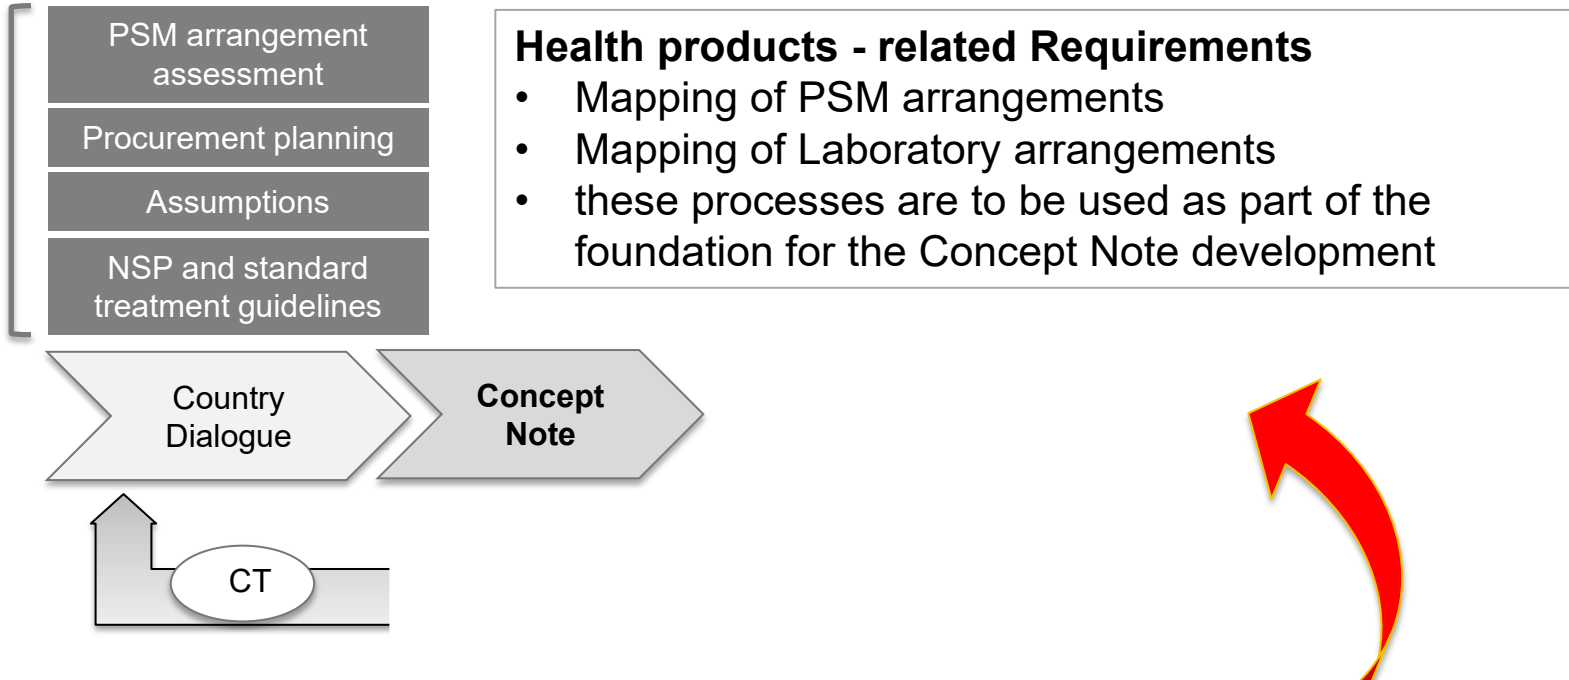 PSM arrangement
assessment
Procurement planning
Assumptions
NSP and standard
treatment guidelines
Health products - related Requirements
• Mapping of PSM arrangements
• Mapping of Laboratory arrangements
• these processes are to be used as part of the
foundation for the Concept Note development
Country
Dialogue
Concept
Note
CT